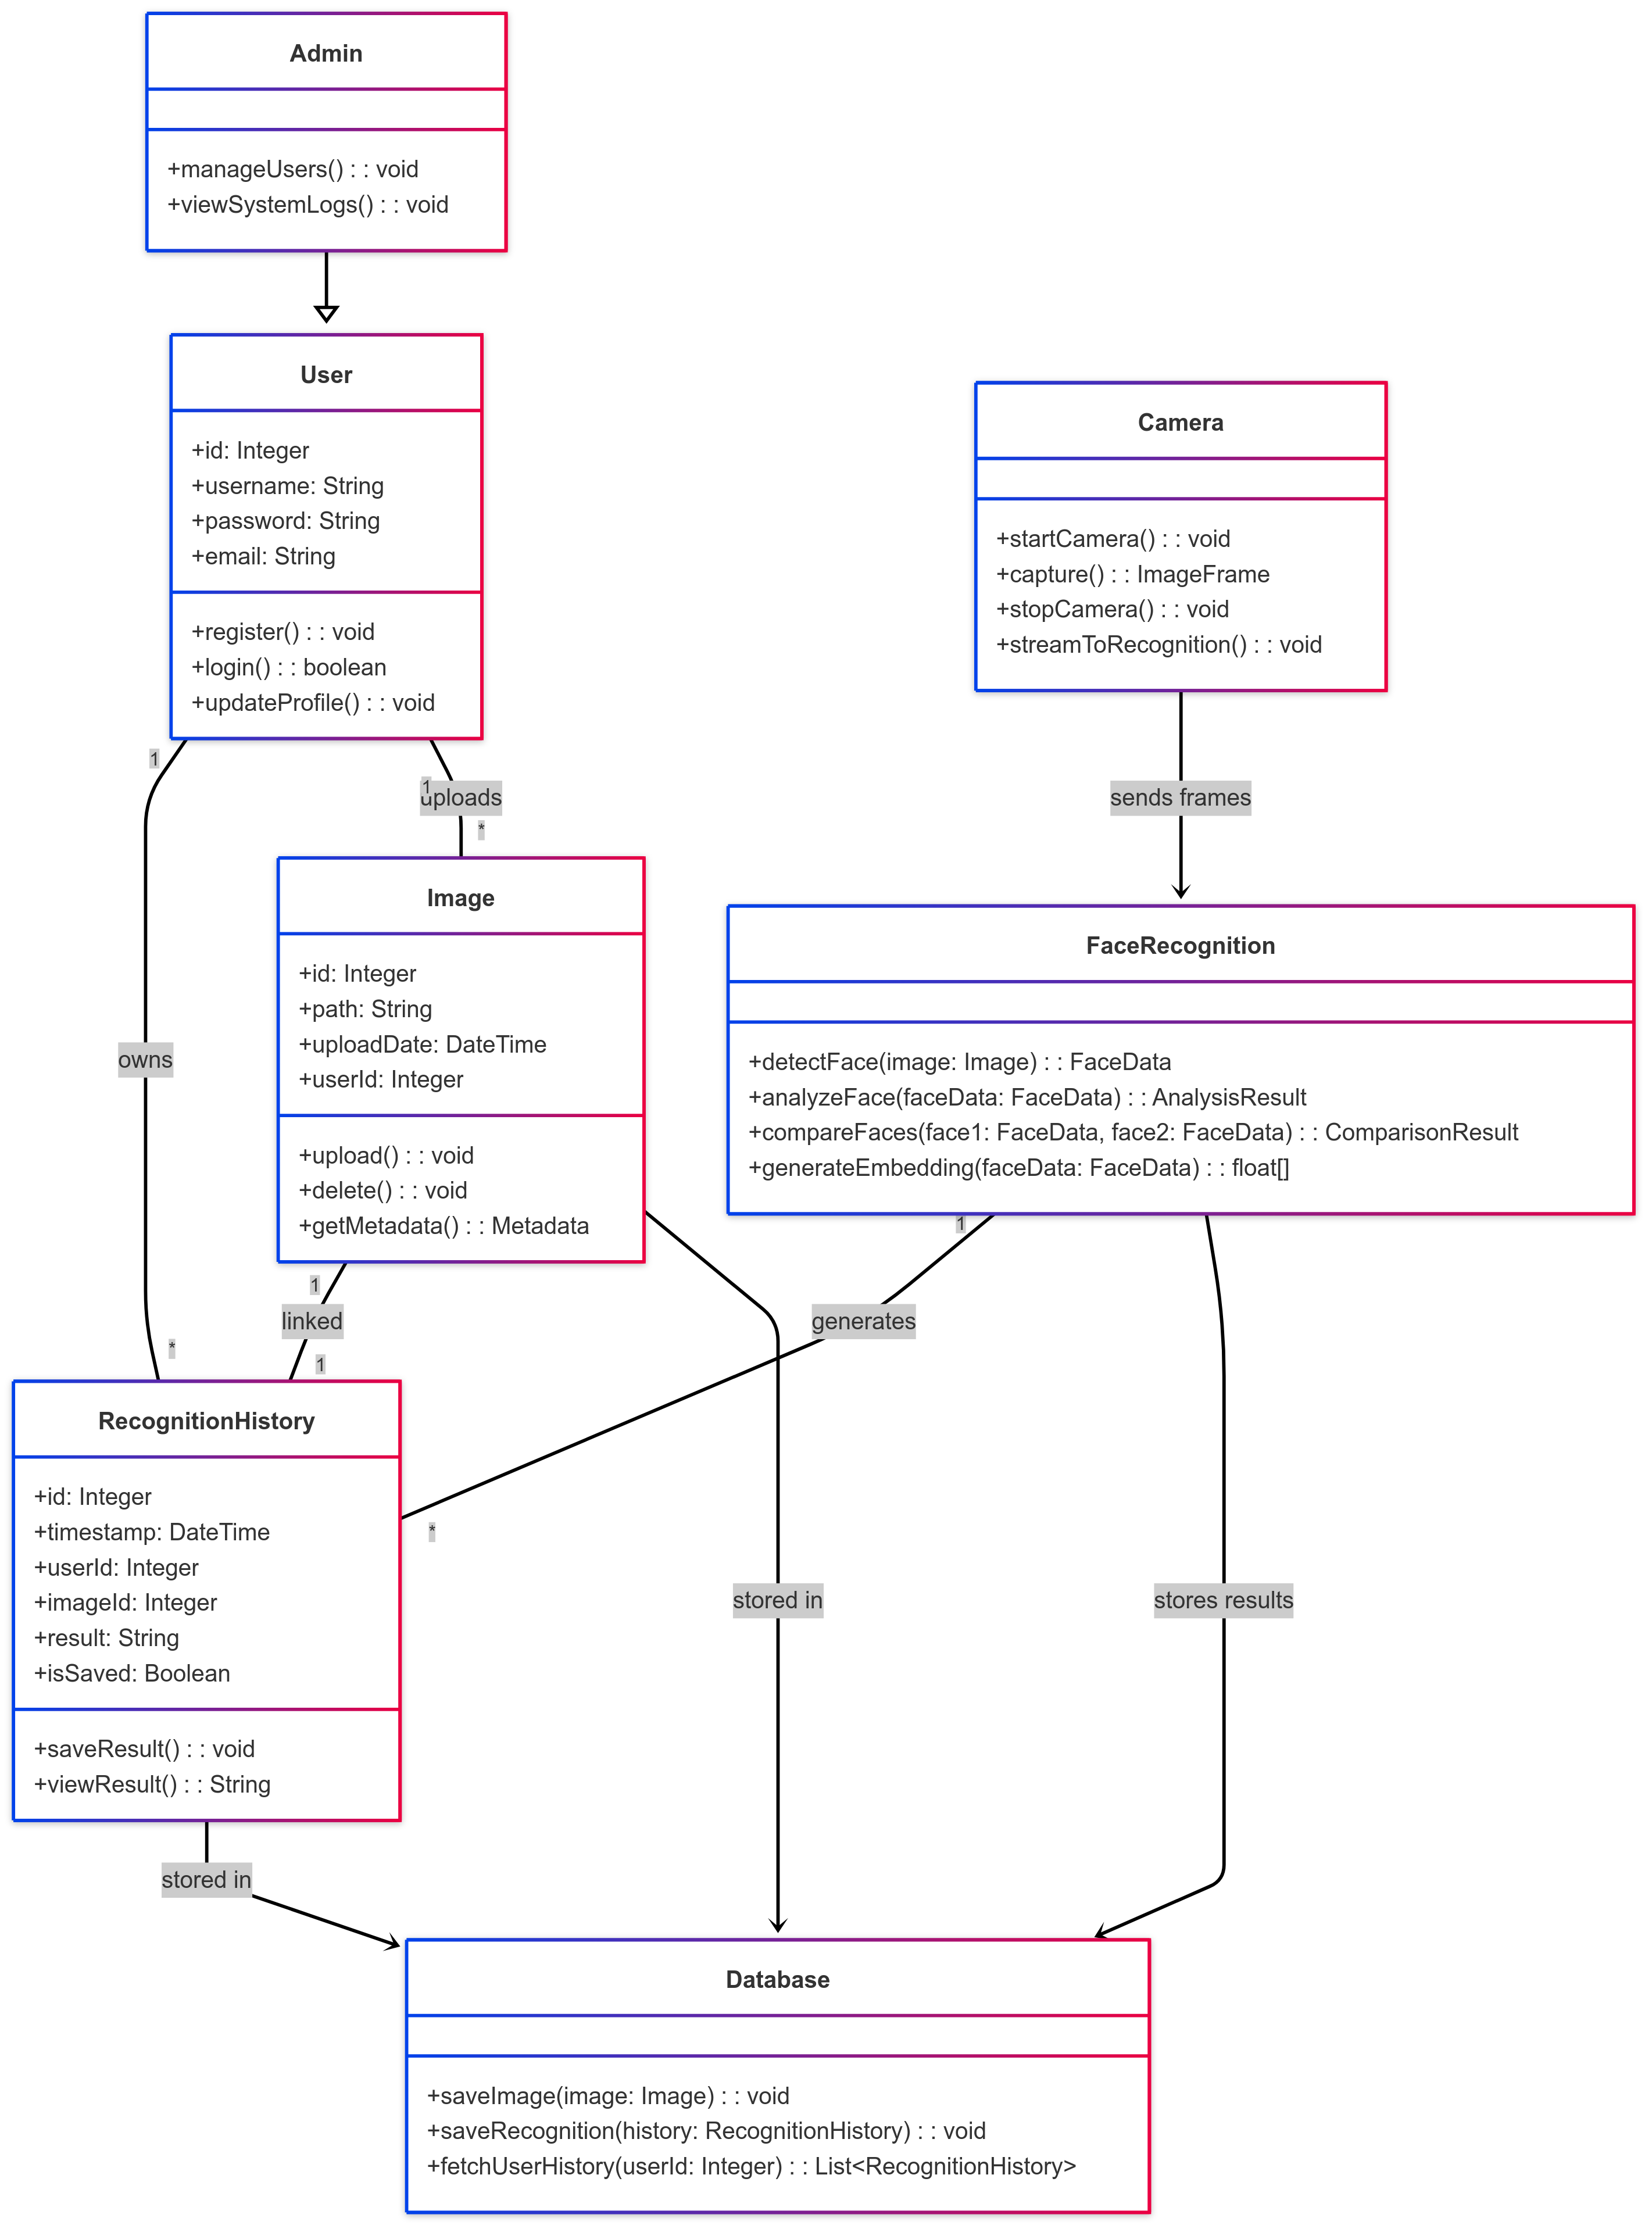 Admin
+manageUsers() : : void
+viewSystemLogs() : : void
User
+id: Integer
+username: String
+password: String
+email: String
+register() : : void
+login() : : boolean
+updateProfile() : : void
Camera
+startCamera() : : void
+capture() : : ImageFrame
+stopCamera() : : void
+streamToRecognition() : : void
1
1
uploads
*
sends frames
Image
+id: Integer
+path: String
+uploadDate: DateTime
+userId: Integer
+upload() : : void
+delete() : : void
+getMetadata() : : Metadata
FaceRecognition
+detectFace(image: Image) : : FaceData
+analyzeFace(faceData: FaceData) : : AnalysisResult
+compareFaces(face1: FaceData, face2: FaceData) : : ComparisonResult
+generateEmbedding(faceData: FaceData) : : float[]
owns
*
1
linked
1
1
generates
*
RecognitionHistory
+id: Integer
+timestamp: DateTime
+userId: Integer
+imageId: Integer
+result: String
+isSaved: Boolean
+saveResult() : : void
+viewResult() : : String
stored in
stores results
stored in
Database
+saveImage(image: Image) : : void
+saveRecognition(history: RecognitionHistory) : : void
+fetchUserHistory(userId: Integer) : : List<RecognitionHistory>